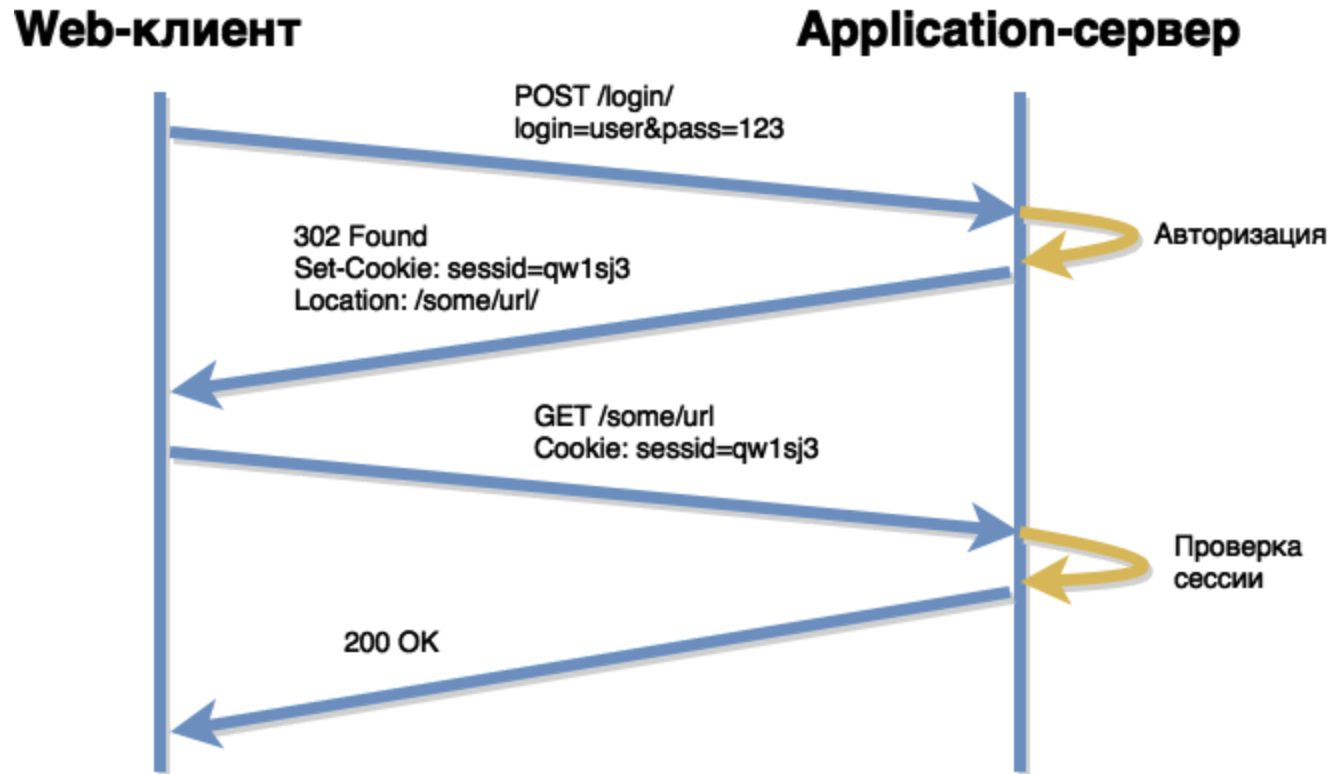 Web-клиент
Application-сервер
POST /login/
login=user&pass=123
Авторизация
302 Found
Set-Cookie: sessid=qw1sj3
Location: /some/url/
GET /some/url
Cookie: sessid=qw1sj3
Проверка
сессии
200 OK